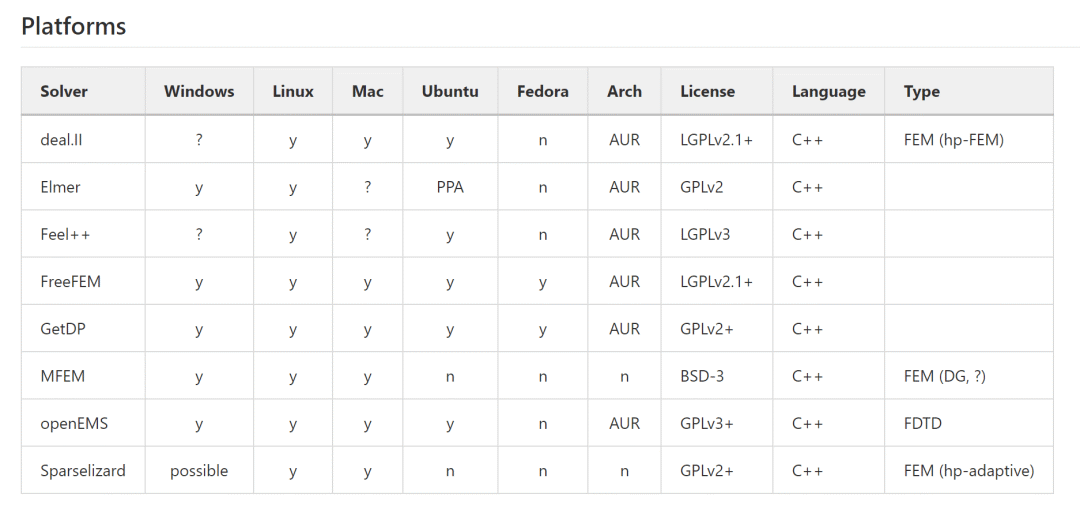 Platforms
Solver Windows Linux Mac Ubuntu Fedora Arch License Language Type
deal.II ? y y y n AUR LGPLv2.1+ C++ FEM (hp-FEM)
Elmer y y ? PPA n AUR GPLv2 C++
Feel++ ? y ? y n AUR LGPLv3 C++
FreeFEM y y y y y AUR LGPLv2.1+ C++
GetDP y y y y y AUR GPLv2+ C++
MFEM y y y n n n BSD-3 C++ FEM (DG, ?)
openEMS y y y y n AUR GPLv3+ C++ FDTD
Sparselizard possible y y n n n GPLv2+ C++ FEM (hp-adaptive)